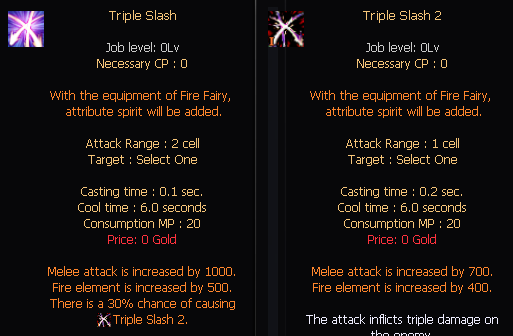 Triple Slash
Job level: 0Lv
Necessary CP : 0
With the equipment of Fire Fairy,
attribute spirit will be added.
Attack Range : 2 cell
Target : Select One
Casting time : 0.1 sec.
Cool time : 6.0 seconds
Consumption MP : 20
Price: 0 Gold
Melee attack is increased by 1000.
Fire element is increased by 500.
There is a 30% chance of causing
Triple Slash 2.
Triple Slash 2
Job level: 0Lv
Necessary CP : 0
With the equipment of Fire Fairy,
attribute spirit will be added.
Attack Range : 1 cell
Target : Select One
Casting time : 0.2 sec.
Cool time : 6.0 seconds
Consumption MP : 20
Price: 0 Gold
Melee attack is increased by 700.
Fire element is increased by 400.
The attack inflicts triple damage on
the enemy